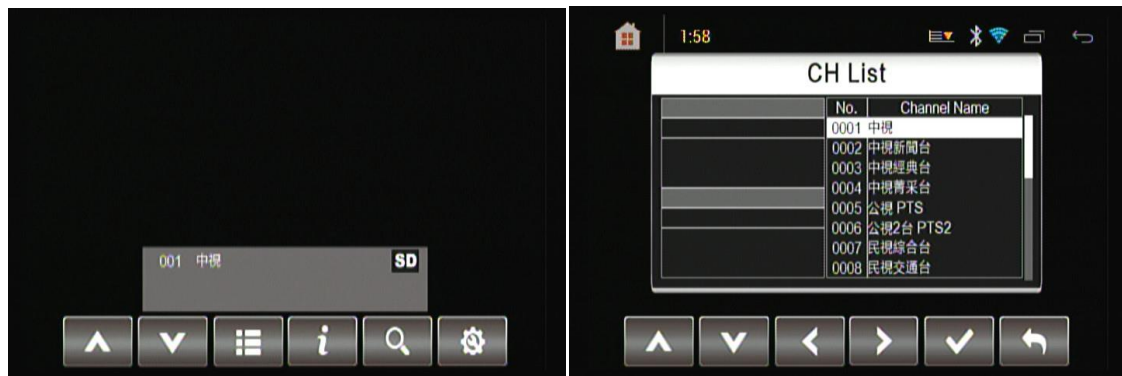 001 中視 SD
1:58
CH List
No. Channel Name
0001 中視
0002 中視新聞台
0003 中視經典台
0004 中視菁采台
0005 公視 PTS
0006 公視2台 PTS2
0007 民視綜合台
0008 民視交通台